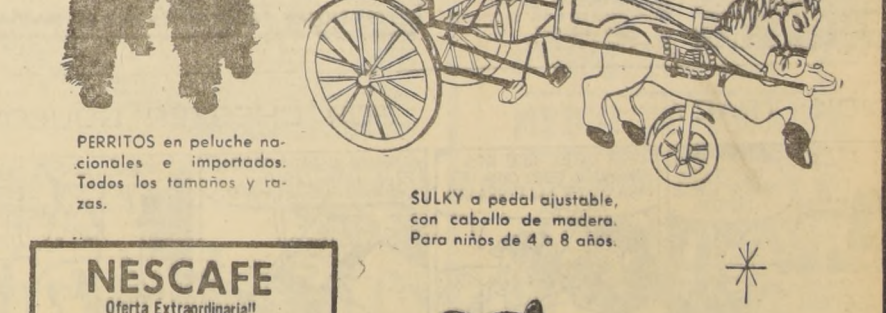 PERRITOS en peluche na-
cionales e importados.
Todos los tamaños y ra-
zas.
SULKY a pedal ajustable,
con caballo de madera.
Para niños de 4 a 8 años.
NESCAFE
Oferta Extraordinaria!!